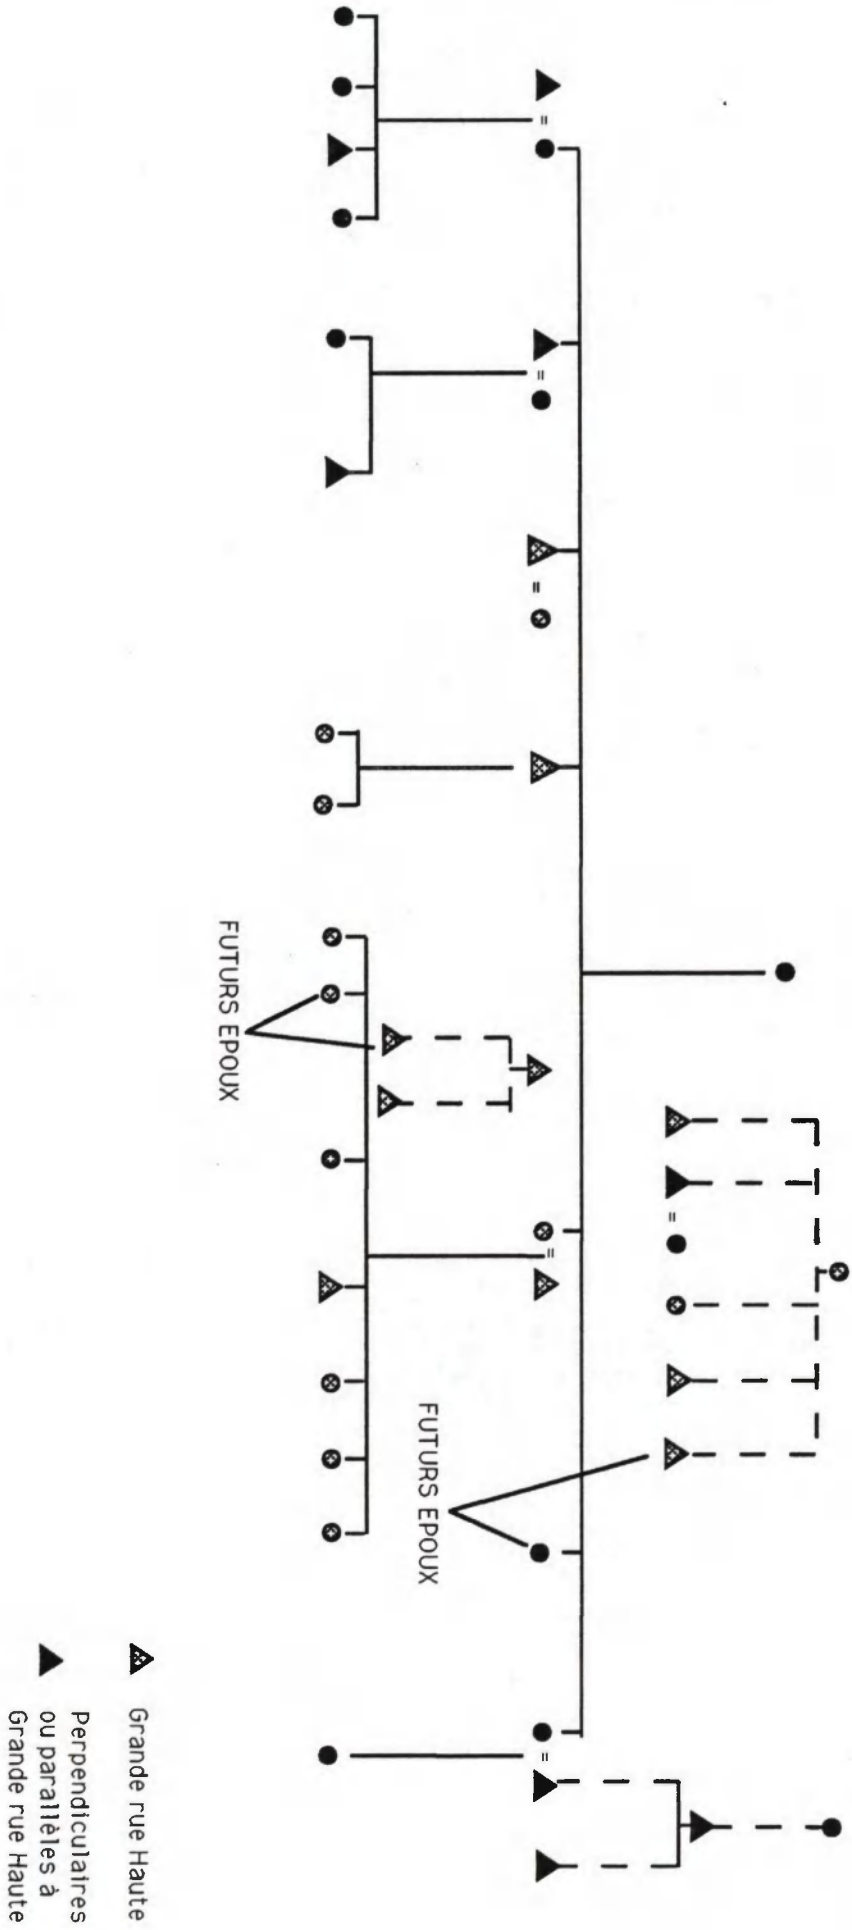 FUTURS EPOUX
FUTURS EPOUX
Grande rue Haute
Perpendiculaires
ou parallèles à
Grande rue Haute